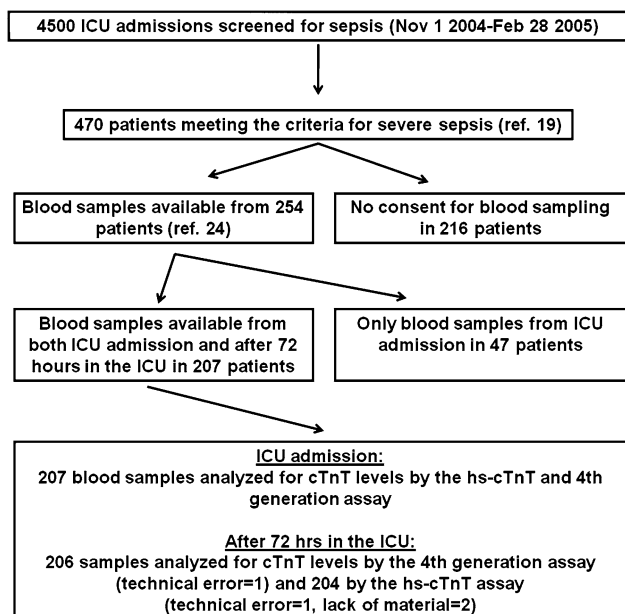 4500 ICU admissions screened for sepsis (Nov 1 2004-Feb 28 2005)
470 patients meeting the criteria for severe sepsis (ref. 19)
Blood samples available from 254
patients (ref. 24)
No consent for blood sampling
in 216 patients
Blood samples available from
both ICU admission and after 72
hours in the ICU in 207 patients
Only blood samples from ICU
admission in 47 patients
ICU admission:
207 blood samples analyzed for cTnT levels by the hs-cTnT and 4th
generation assay
After 72 hrs in the ICU:
206 samples analyzed for cTnT levels by the 4th generation assay
(technical error=1) and 204 by the hs-cTnT assay
(technical error=1, lack of material=2)